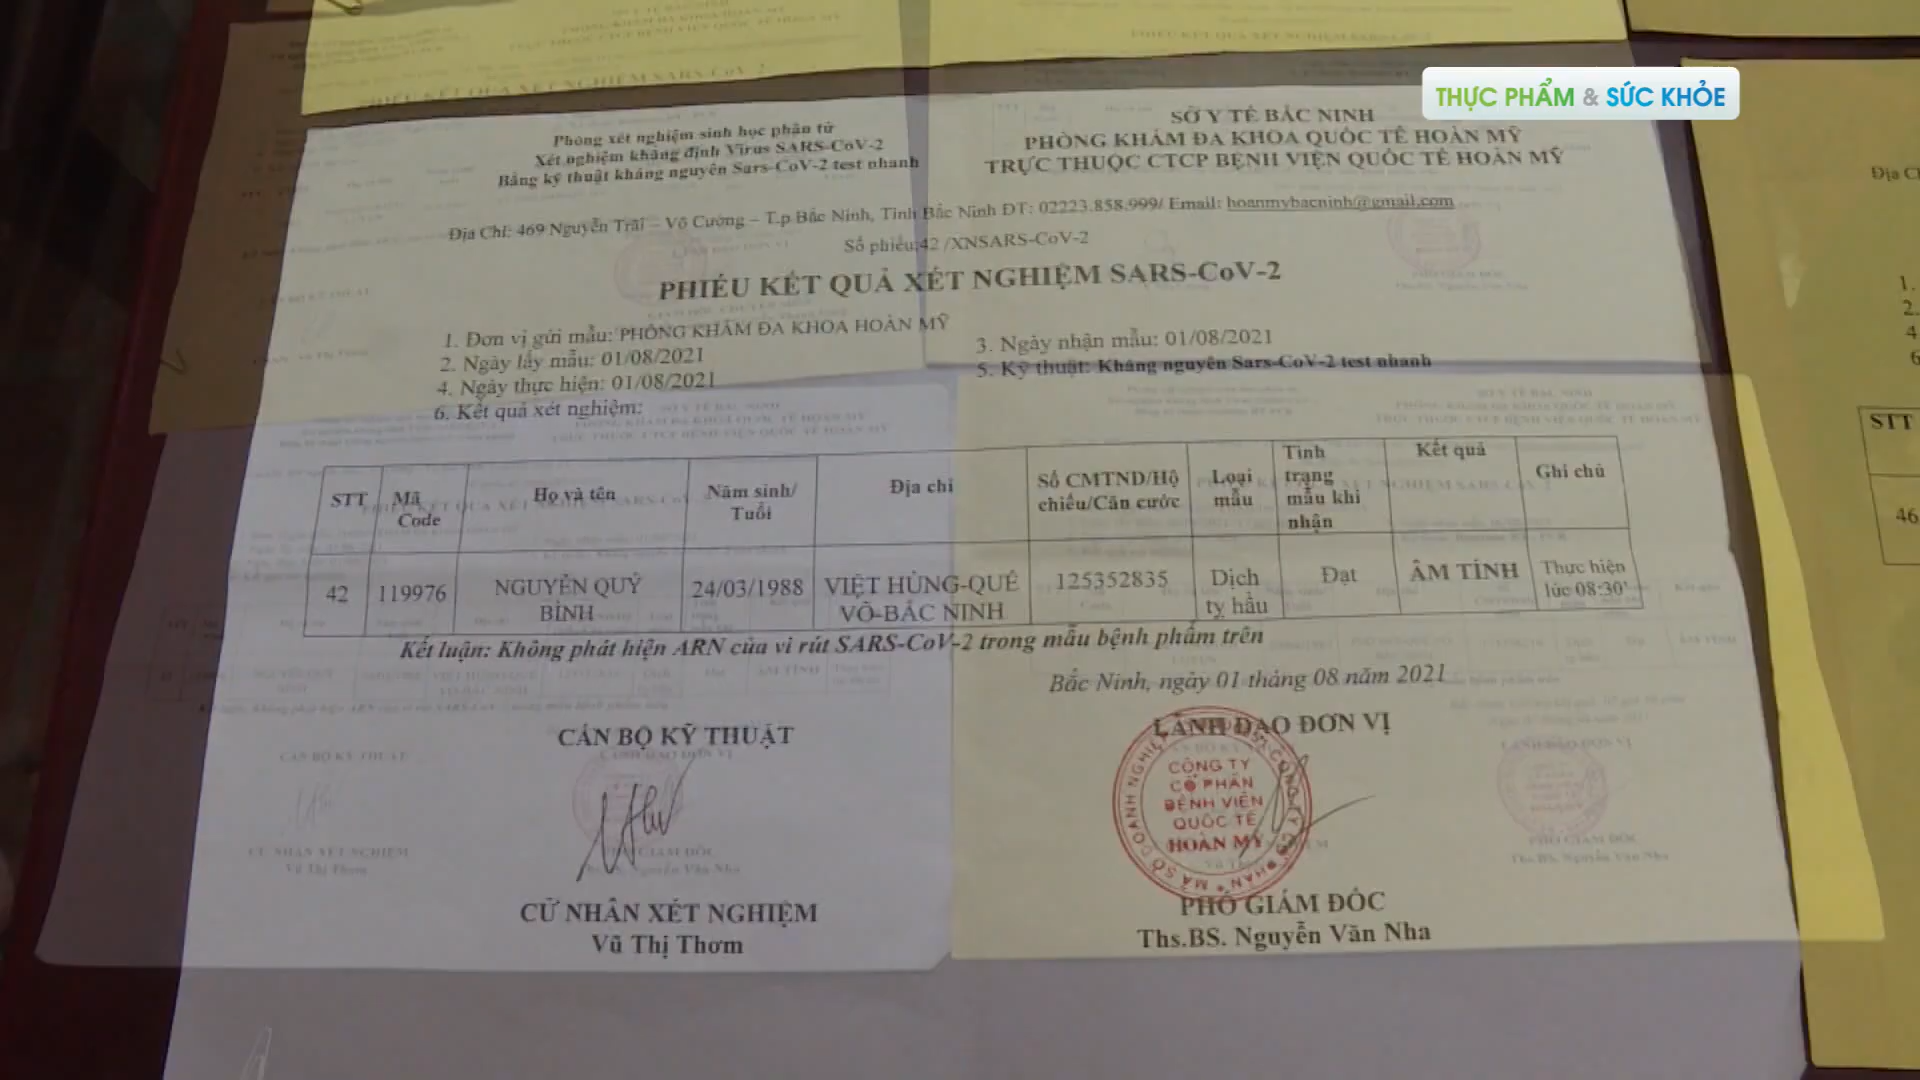 THỰC PHẨM & SỨC KHỎE
Phòng xét nghiệm sinh học phân tử
Xét nghiệm khẳng định Virus SARS-CoV-2
Bằng kỹ thuật kháng nguyên Sars-CoV-2 test nhanh
SỞ Y TẾ BẮC NINH
PHÒNG KHÁM ĐA KHOA QUỐC TẾ HOÀN MỸ
TRỰC THUỘC CTCP BỆNH VIỆN QUỐC TẾ HOÀN MỸ
Địa Chỉ: 469 Nguyễn Trãi – Võ Cường – T.p Bắc Ninh, Tỉnh Bắc Ninh ĐT: 02223.858.999/ Email: hoanmybacninh@gmail.com
Số phiếu:42 /XNSARS-CoV-2
PHIẾU KẾT QUẢ XÉT NGHIỆM SARS-CoV-2
1. Đơn vị gửi mẫu: PHÒNG KHÁM ĐA KHOA HOÀN MỸ
2. Ngày lấy mẫu: 01/08/2021
3. Ngày nhận mẫu: 01/08/2021
4. Ngày thực hiện: 01/08/2021
5. Kỹ thuật: Kháng nguyên Sars-CoV-2 test nhanh
6. Kết quả xét nghiệm:
STT Mã Code Họ và tên Năm sinh/ Tuổi Địa chỉ Số CMTND/Hộ chiếu/Căn cước Loại mẫu Tình trạng mẫu khi nhận Kết quả Ghi chú
42 119976 NGUYỄN QUÝ BÌNH 24/03/1988 VIỆT HÙNG-QUẾ VÕ-BẮC NINH 125352835 Dịch tỵ hầu Đạt ÂM TÍNH Thực hiện lúc 08:30'
Kết luận: Không phát hiện ARN của vi rút SARS-CoV-2 trong mẫu bệnh phẩm trên
Bắc Ninh, ngày 01 tháng 08 năm 2021
CÁN BỘ KỸ THUẬT
LÃNH ĐẠO ĐƠN VỊ
CÔNG TY
CỔ PHẦN
BỆNH VIỆN
QUỐC TẾ
HOÀN MỸ
CỬ NHÂN XÉT NGHIỆM
Vũ Thị Thơm
PHÓ GIÁM ĐỐC
Ths.BS. Nguyễn Văn Nha
STT
46